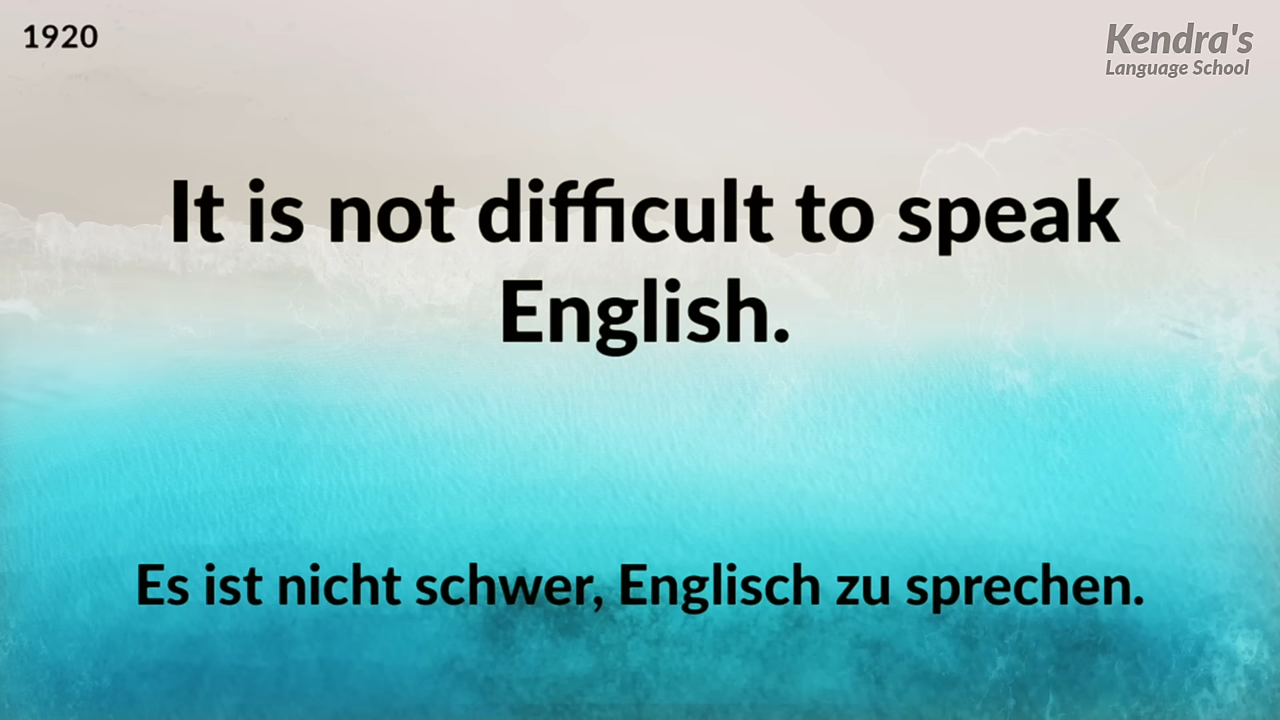 1920
Kendra's
Language School
It is not difficult to speak
English.
Es ist nicht schwer, Englisch zu sprechen.